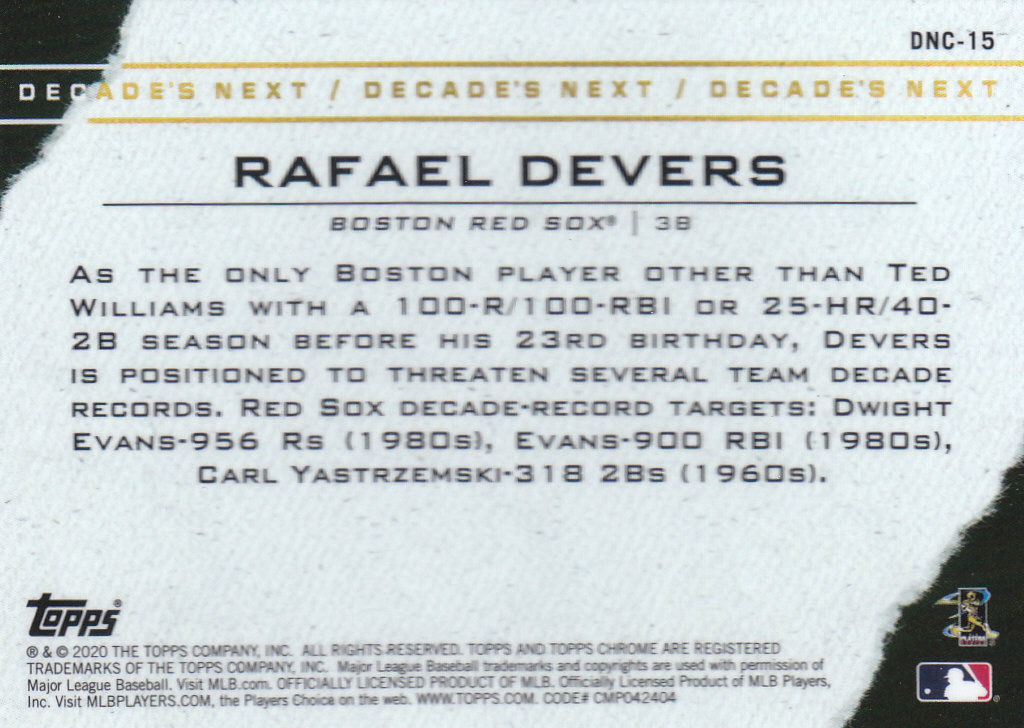 DNC-15
DECADE'S NEXT / DECADE'S NEXT / DECADE'S NEXT
RAFAEL DEVERS
BOSTON RED SOX® | 3B
AS THE ONLY BOSTON PLAYER OTHER THAN TED
WILLIAMS WITH A 100-R/100-RBI OR 25-HR/40-
2B SEASON BEFORE HIS 23RD BIRTHDAY, DEVERS
IS POSITIONED TO THREATEN SEVERAL TEAM DECADE
RECORDS. RED SOX DECADE-RECORD TARGETS: DWIGHT
EVANS-956 RS (1980S), EVANS-900 RBI (1980S),
CARL YASTRZEMSKI-318 2BS (1960S).
TOPPS®
® & © 2020 THE TOPPS COMPANY, INC. ALL RIGHTS RESERVED. TOPPS AND TOPPS CHROME ARE REGISTERED
TRADEMARKS OF THE TOPPS COMPANY, INC. Major League Baseball trademarks and copyrights are used with permission of
Major League Baseball. Visit MLB.com. OFFICIALLY LICENSED PRODUCT OF MLB. Officially Licensed Product of MLB Players,
Inc. Visit MLBPLAYERS.COM, the Players Choice on the web. WWW.TOPPS.COM. CODE# CMP042404